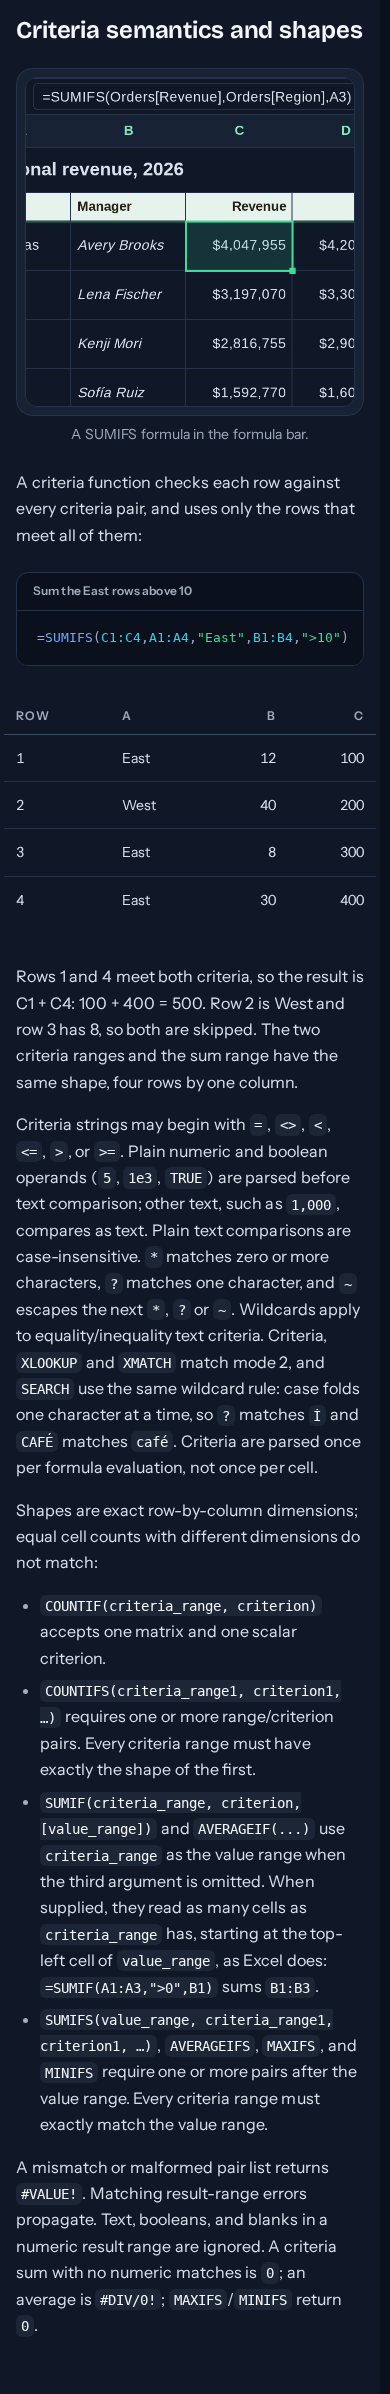 Criteria semantics and shapes
=SUMIFS(Orders[Revenue],Orders[Region],A3)
B C D
onal revenue, 2026
Manager Revenue
as Avery Brooks $4,047,955 $4,20
Lena Fischer $3,197,070 $3,30
Kenji Mori $2,816,755 $2,90
Sofía Ruiz $1,592,770 $1,60
A SUMIFS formula in the formula bar.
A criteria function checks each row against
every criteria pair, and uses only the rows that
meet all of them:
Sum the East rows above 10
=SUMIFS(C1:C4,A1:A4,"East",B1:B4,">10")
ROW A B C
1 East 12 100
2 West 40 200
3 East 8 300
4 East 30 400
Rows 1 and 4 meet both criteria, so the result is
C1 + C4: 100 + 400 = 500. Row 2 is West and
row 3 has 8, so both are skipped. The two
criteria ranges and the sum range have the
same shape, four rows by one column.
Criteria strings may begin with =, <>, <,
<=, >, or >=. Plain numeric and boolean
operands (5, 1e3, TRUE) are parsed before
text comparison; other text, such as 1,000,
compares as text. Plain text comparisons are
case-insensitive. * matches zero or more
characters, ? matches one character, and ~
escapes the next *, ? or ~. Wildcards apply
to equality/inequality text criteria. Criteria,
XLOOKUP and XMATCH match mode 2, and
SEARCH use the same wildcard rule: case folds
one character at a time, so ? matches İ and
CAFÉ matches café. Criteria are parsed once
per formula evaluation, not once per cell.
Shapes are exact row-by-column dimensions;
equal cell counts with different dimensions do
not match:
• COUNTIF(criteria_range, criterion)
accepts one matrix and one scalar
criterion.
• COUNTIFS(criteria_range1, criterion1,
…) requires one or more range/criterion
pairs. Every criteria range must have
exactly the shape of the first.
• SUMIF(criteria_range, criterion,
[value_range]) and AVERAGEIF(...) use
criteria_range as the value range when
the third argument is omitted. When
supplied, they read as many cells as
criteria_range has, starting at the top-
left cell of value_range, as Excel does:
=SUMIF(A1:A3,">0",B1) sums B1:B3.
• SUMIFS(value_range, criteria_range1,
criterion1, …), AVERAGEIFS, MAXIFS, and
MINIFS require one or more pairs after the
value range. Every criteria range must
exactly match the value range.
A mismatch or malformed pair list returns
#VALUE!. Matching result-range errors
propagate. Text, booleans, and blanks in a
numeric result range are ignored. A criteria
sum with no numeric matches is 0; an
average is #DIV/0!; MAXIFS/MINIFS return
0.